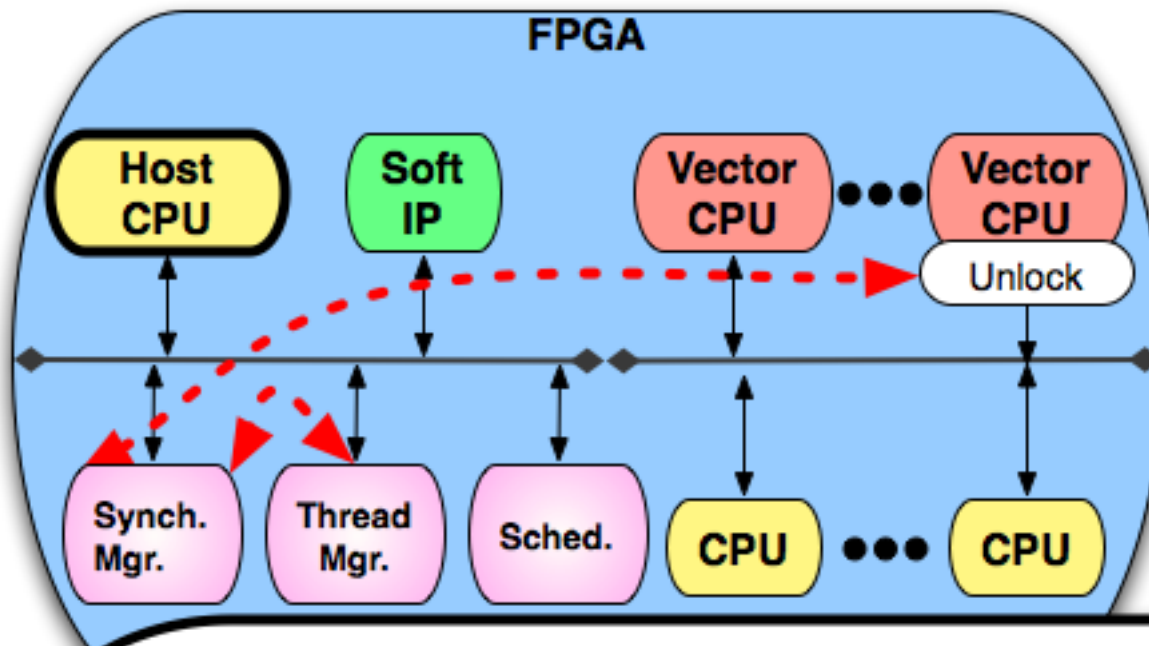 FPGA
Host
CPU
Soft
IP
Vector
CPU
Vector
CPU
Unlock
Synch.
Mgr.
Thread
Mgr.
Sched.
CPU
CPU